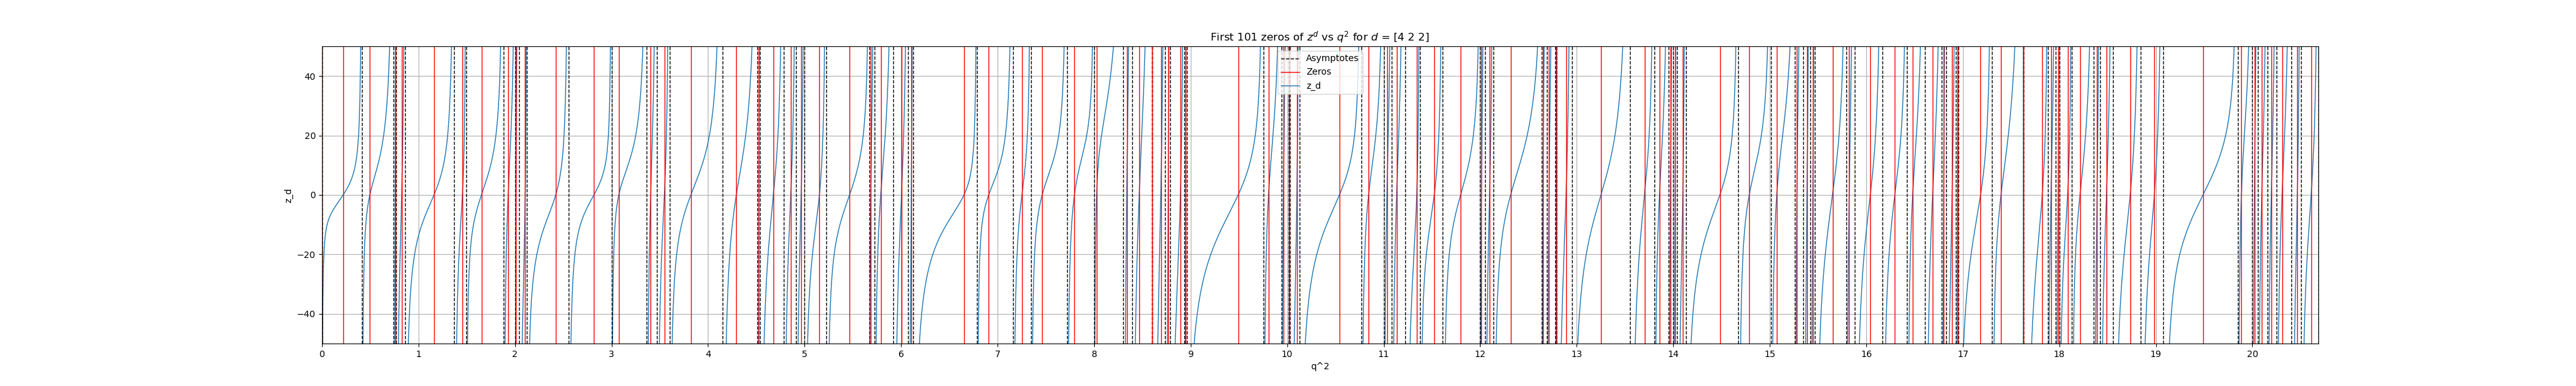 First 101 zeros of z^d vs q^2 for d = [4 2 2]
Asymptotes
Zeros
z_d
z_d
40
20
0
−20
−40
0 1 2 3 4 5 6 7 8 9 10 11 12 13 14 15 16 17 18 19 20
q^2